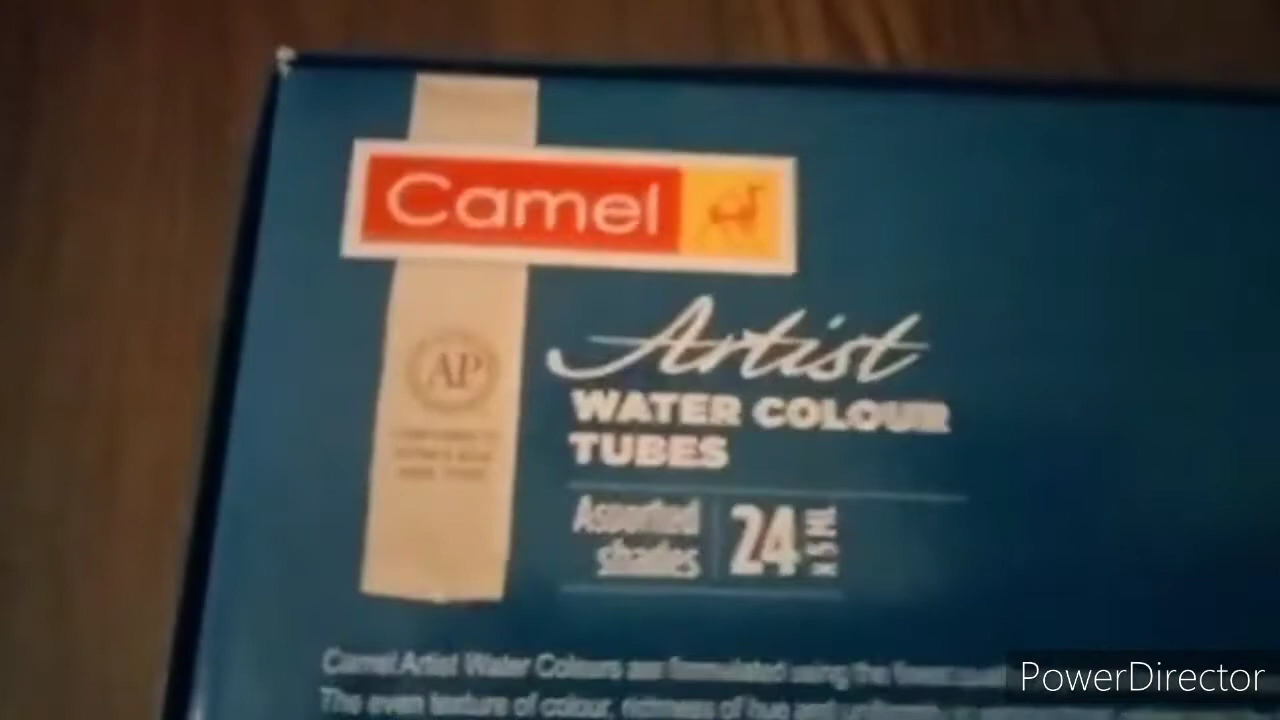 Camel
AP
Artist
WATER COLOUR
TUBES
Assorted
shades
24
X 5 ML
Camel Artist Water Colours are formulated using the finest
The even texture of colour, richness of hue and
PowerDirector